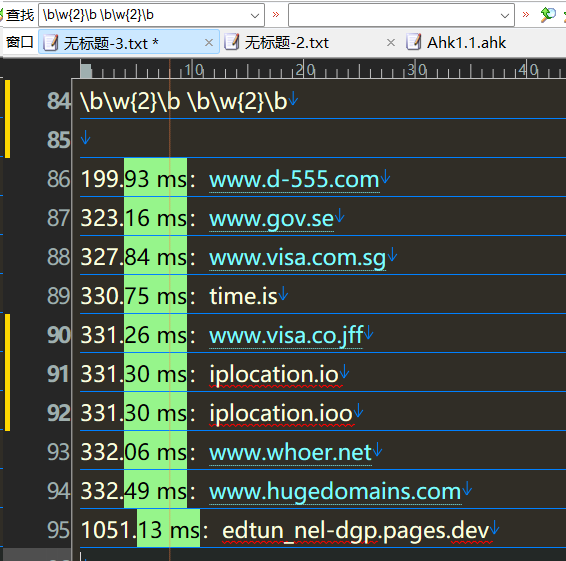 查找 \b\w{2}\b \b\w{2}\b
窗口 无标题-3.txt * 无标题-2.txt Ahk1.1.ahk
10 20 30 40
84 \b\w{2}\b \b\w{2}\b
85
86 199.93 ms: www.d-555.com
87 323.16 ms: www.gov.se
88 327.84 ms: www.visa.com.sg
89 330.75 ms: time.is
90 331.26 ms: www.visa.co.jff
91 331.30 ms: iplocation.io
92 331.30 ms: iplocation.ioo
93 332.06 ms: www.whoer.net
94 332.49 ms: www.hugedomains.com
95 1051.13 ms: edtun_nel-dgp.pages.dev